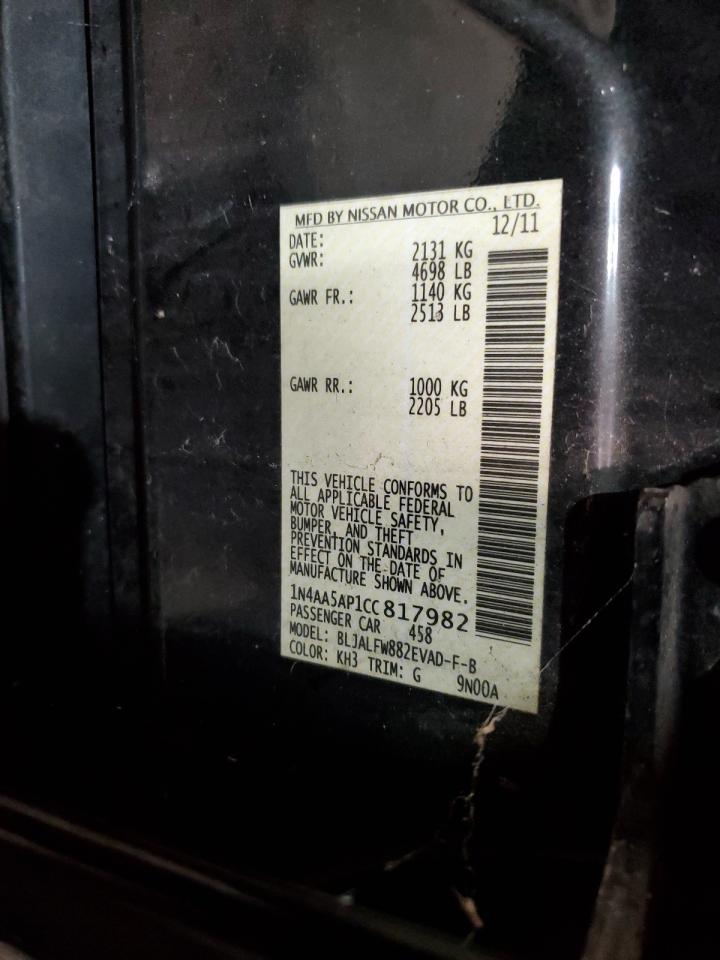 MFD BY NISSAN MOTOR CO., LTD.
DATE: 12/11
GVWR: 2131 KG
4698 LB
GAWR FR.: 1140 KG
2513 LB
GAWR RR.: 1000 KG
2205 LB
THIS VEHICLE CONFORMS TO
ALL APPLICABLE FEDERAL
MOTOR VEHICLE SAFETY,
BUMPER, AND THEFT
PREVENTION STANDARDS IN
EFFECT ON THE DATE OF
MANUFACTURE SHOWN ABOVE.
1N4AA5AP1CC817982
PASSENGER CAR 458
MODEL: BLJALFW882EVAD-F-B
COLOR: KH3 TRIM: G 9N00A